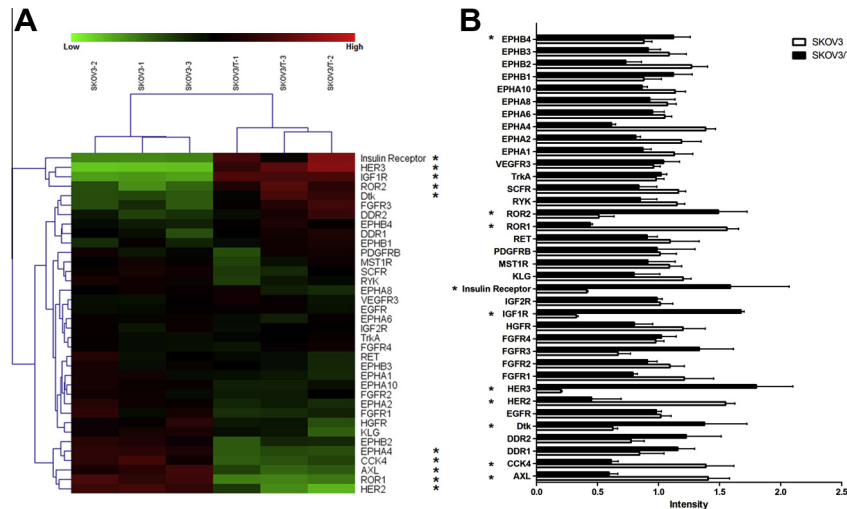 A
Low
High
SKOV3-2
SKOV3-1
SKOV3-3
SKOV3/T-1
SKOV3/T-3
SKOV3/T-2
Insulin Receptor *
HER3 *
IGF1R *
ROR2 *
Dtk *
FGFR3
DDR2
EPHB4
DDR1
EPHB1
PDGFRB
MST1R
SCFR
RYK
EPHA8
VEGFR3
EGFR
EPHA6
IGF2R
TrkA
FGFR4
RET
EPHB3
EPHA1
EPHA10
FGFR2
EPHA2
FGFR1
HGFR
KLG
EPHB2
EPHA4 *
CCK4 *
AXL *
ROR1 *
HER2 *
B
SKOV3
SKOV3/
* EPHB4
EPHB3
EPHB2
EPHB1
EPHA10
EPHA8
EPHA6
EPHA4
EPHA2
EPHA1
VEGFR3
TrkA
SCFR
RYK
* ROR2
* ROR1
RET
PDGFRB
MST1R
KLG
* Insulin Receptor
IGF2R
* IGF1R
HGFR
FGFR4
FGFR3
FGFR2
FGFR1
* HER3
* HER2
EGFR
* Dtk
DDR2
DDR1
* CCK4
* AXL
0.0 0.5 1.0 1.5 2.0 2.5
Intensity